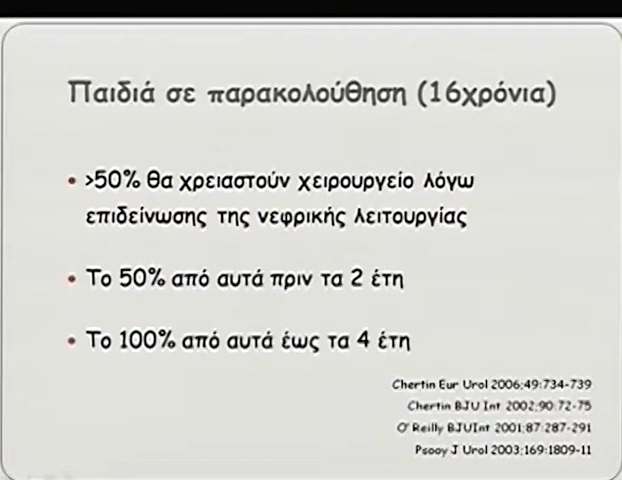 Παιδιά σε παρακολούθηση (16χρόνια)
>50% θα χρειαστούν χειρουργείο λόγω
επιδείνωσης της νεφρικής λειτουργίας
Το 50% από αυτά πριν τα 2 έτη
Το 100% από αυτά έως τα 4 έτη
Chertin Eur Urol 2006;49:734-739
Chertin BJU Int 2002;90:72-75
O' Reilly BJUInt 2001;87:287-291
Psooy J Urol 2003;169:1809-11